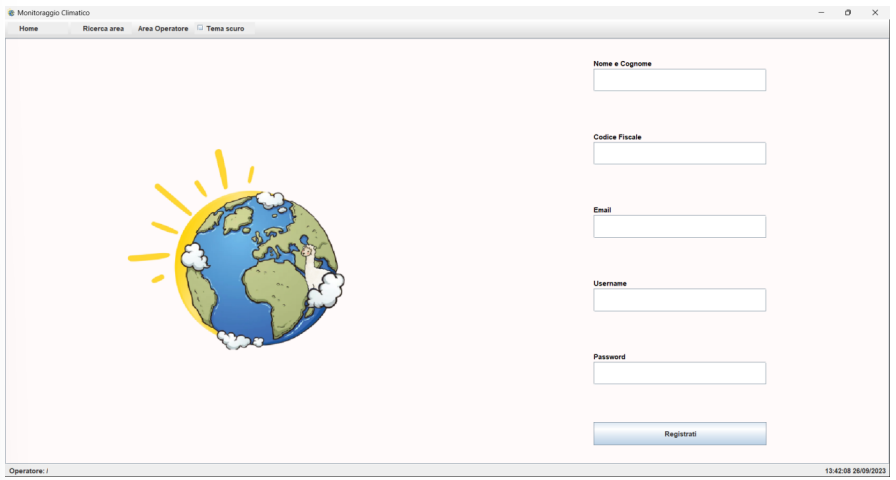 Monitoraggio Climatico
Home Ricerca area Area Operatore Tema scuro
Nome e Cognome
Codice Fiscale
Email
Username
Password
Registrati
Operatore: / 13:42:08 26/09/2023